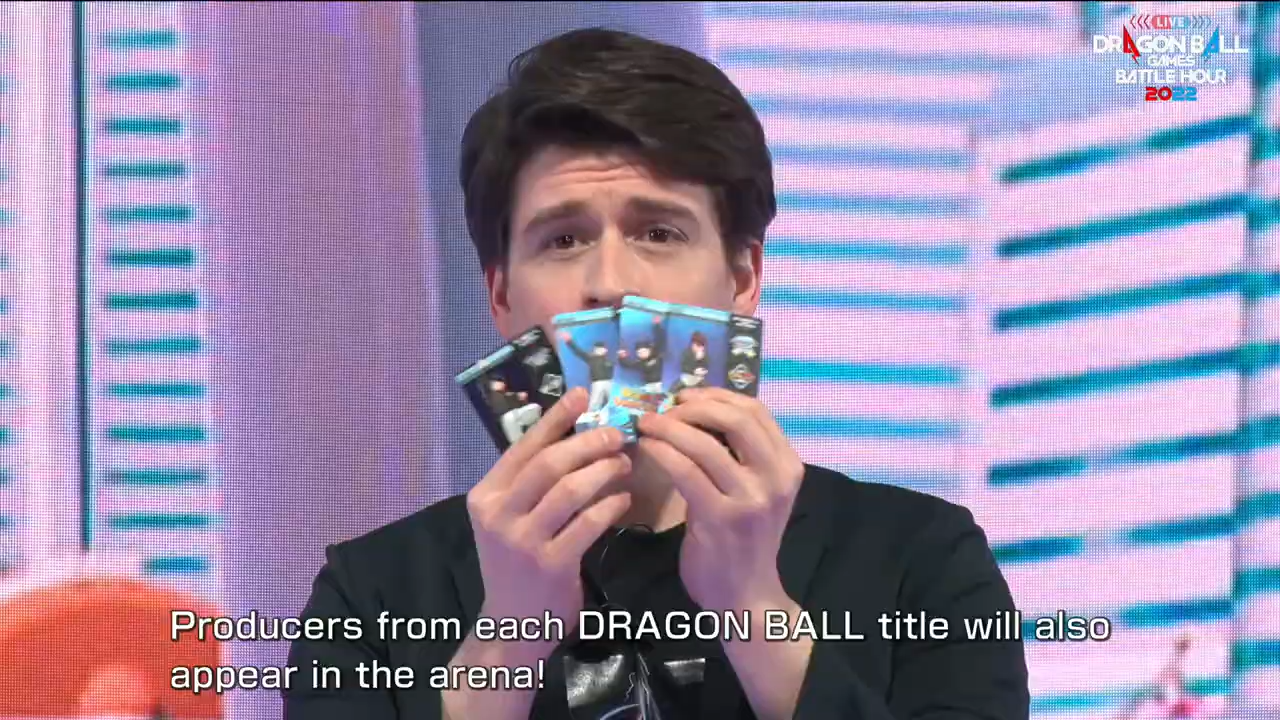 LIVE
DRAGON BALL
GAMES
BATTLE HOUR
2022
Producers from each DRAGON BALL title will also
appear in the arena!